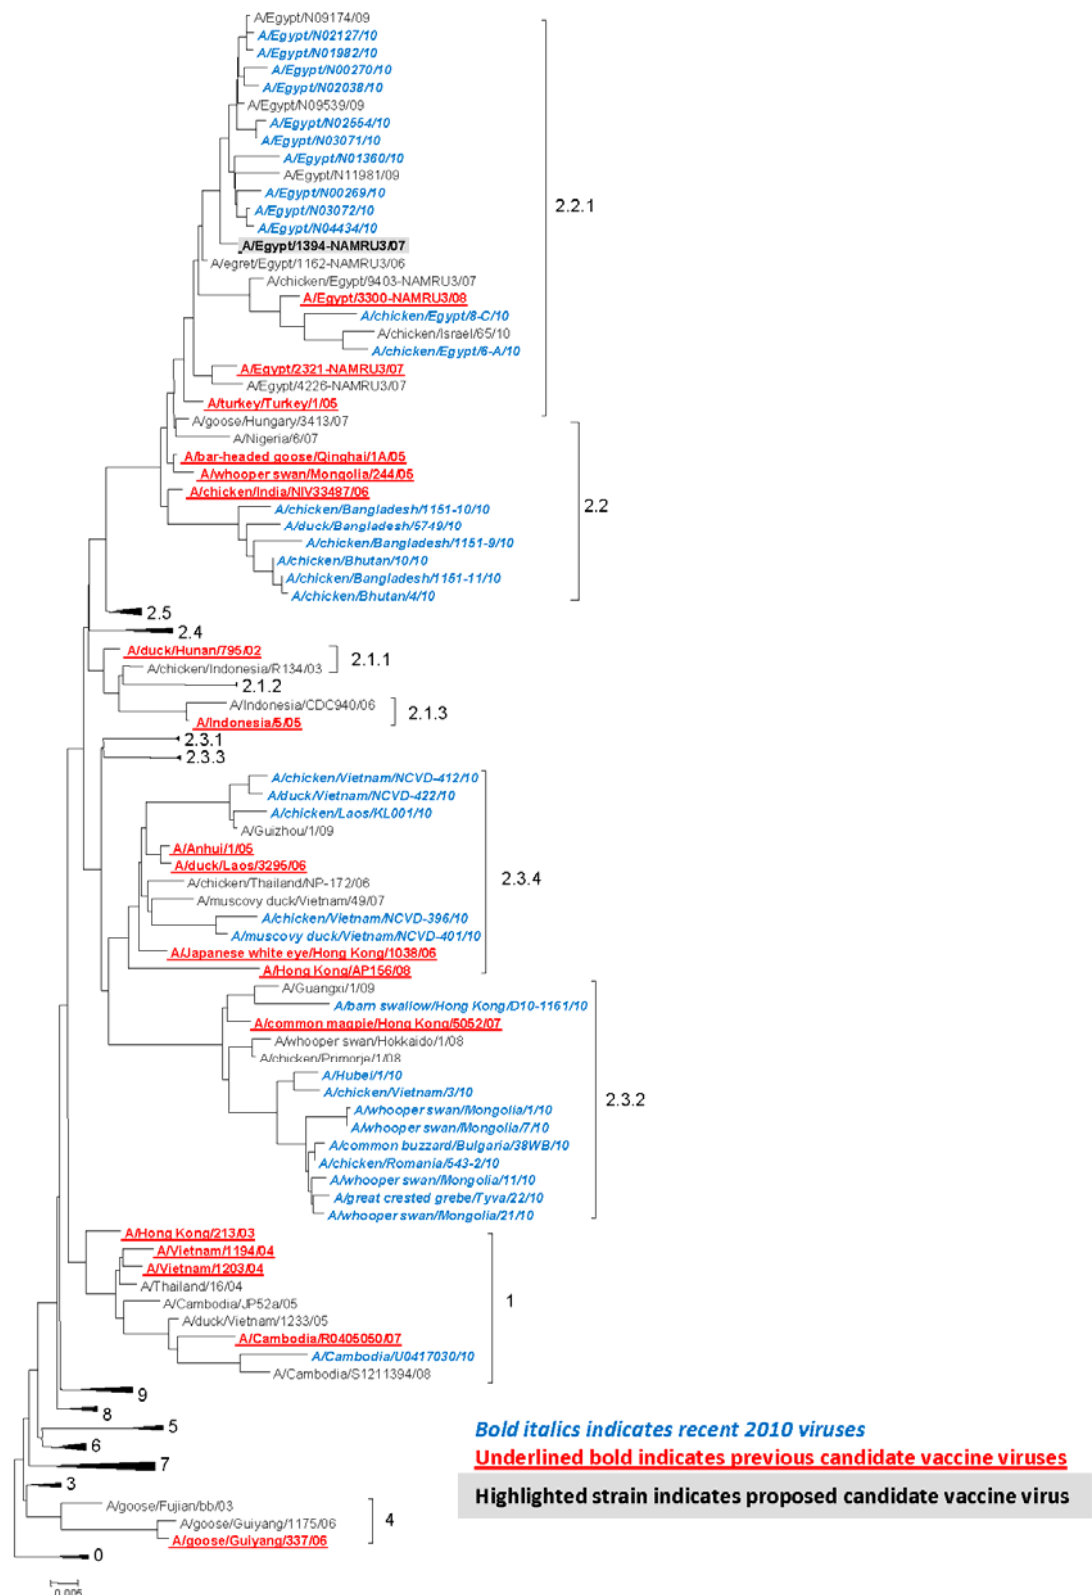 A/Egypt/N09174/09
A/Egypt/N02127/10
A/Egypt/N01982/10
A/Egypt/N00270/10
A/Egypt/N02038/10
A/Egypt/N09539/09
A/Egypt/N02554/10
A/Egypt/N03071/10
A/Egypt/N01360/10
A/Egypt/N11981/09
A/Egypt/N00269/10
2.2.1
A/Egypt/N03072/10
A/Egypt/N04434/10
A/Egypt/1394-NAMRU3/07
A/egret/Egypt/1162-NAMRU3/06
A/chicken/Egypt/9403-NAMRU3/07
A/Egypt/3300-NAMRU3/08
A/chicken/Egypt/8-C/10
A/chicken/Israel/65/10
A/chicken/Egypt/6-A/10
A/Egypt/2321-NAMRU3/07
A/Egypt/4226-NAMRU3/07
A/turkey/Turkey/1/05
A/goose/Hungary/3413/07
A/Nigeria/6/07
A/bar-headed goose/Qinghai/1A/05
A/whooper swan/Mongolia/244/05
A/chicken/India/NIV33487/06
2.2
A/chicken/Bangladesh/1151-10/10
A/duck/Bangladesh/5749/10
A/chicken/Bangladesh/1151-9/10
A/chicken/Bhutan/10/10
A/chicken/Bangladesh/1151-11/10
A/chicken/Bhutan/4/10
2.5
2.4
A/duck/Hunan/795/02
2.1.1
A/chicken/Indonesia/R134/03
2.1.2
A/Indonesia/CDC940/06
2.1.3
A/Indonesia/5/05
2.3.1
2.3.3
A/chicken/Vietnam/NCVD-412/10
A/duck/Vietnam/NCVD-422/10
A/chicken/Laos/KL001/10
A/Guizhou/1/09
A/Anhui/1/05
A/duck/Laos/3295/06
2.3.4
A/chicken/Thailand/NP-172/06
A/muscovy duck/Vietnam/49/07
A/chicken/Vietnam/NCVD-396/10
A/muscovy duck/Vietnam/NCVD-401/10
A/Japanese white eye/Hong Kong/1038/06
A/Hong Kong/AP156/08
A/Guangxi/1/09
A/barn swallow/Hong Kong/D10-1161/10
A/common magpie/Hong Kong/5052/07
A/whooper swan/Hokkaido/1/08
A/chicken/Primorje/1/08
A/Hubei/1/10
A/chicken/Vietnam/3/10
2.3.2
A/whooper swan/Mongolia/1/10
A/whooper swan/Mongolia/7/10
A/common buzzard/Bulgaria/38WB/10
A/chicken/Romania/543-2/10
A/whooper swan/Mongolia/11/10
A/great crested grebe/Tyva/22/10
A/whooper swan/Mongolia/21/10
A/Hong Kong/213/03
A/Vietnam/1194/04
A/Vietnam/1203/04
A/Thailand/16/04
1
A/Cambodia/JP52a/05
A/duck/Vietnam/1233/05
A/Cambodia/R0405050/07
A/Cambodia/U0417030/10
A/Cambodia/S1211394/08
9
8
5
6
7
3
A/goose/Fujian/bb/03
A/goose/Guiyang/1175/06
4
A/goose/Guiyang/337/06
0
0.005
Bold italics indicates recent 2010 viruses
Underlined bold indicates previous candidate vaccine viruses
Highlighted strain indicates proposed candidate vaccine virus